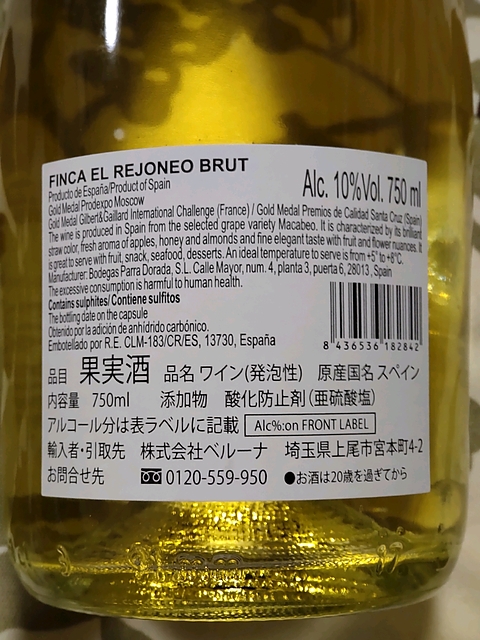 FINCA EL REJONEO BRUT
Alc. 10%Vol. 750 ml
Producto de España/Product of Spain
Gold Medal Prodexpo Moscow
Gold Medal Gilbert&Gaillard International Challenge (France) / Gold Medal Premios de Calidad Santa Cruz (Spain)
The wine is produced in Spain from the selected grape variety Macabeo. It is characterized by its brilliant
straw color, fresh aroma of apples, honey and almonds and fine elegant taste with fruit and flower nuances. It
is great to serve with fruit, snack, seafood, desserts. An ideal temperature to serve is from +5° to +8°C.
Manufacturer: Bodegas Parra Dorada, S.L. Calle Mayor, num. 4, planta 3, puerta 6, 28013, Spain
The excessive consumption is harmful to human health.
Contains sulphites/Contiene sulfitos
The bottling date on the capsule
Obtenido por la adición de anhídrido carbónico.
Embotellado por R.E. CLM-183/CR/ES, 13730, España
8 436536 182842
品目 果実酒 品名 ワイン(発泡性) 原産国名 スペイン
内容量 750ml 添加物 酸化防止剤(亜硫酸塩)
アルコール分は表ラベルに記載 Alc%:on FRONT LABEL
輸入者・引取先 株式会社ベルーナ 埼玉県上尾市宮本町4-2
お問合せ先 0120-559-950 ●お酒は20歳を過ぎてから